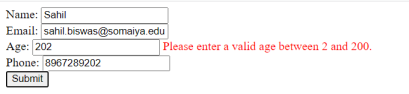 Name: Sahil
Email: sahil.biswas@somaiya.edu
Age: 202 Please enter a valid age between 2 and 200.
Phone: 8967289202
Submit